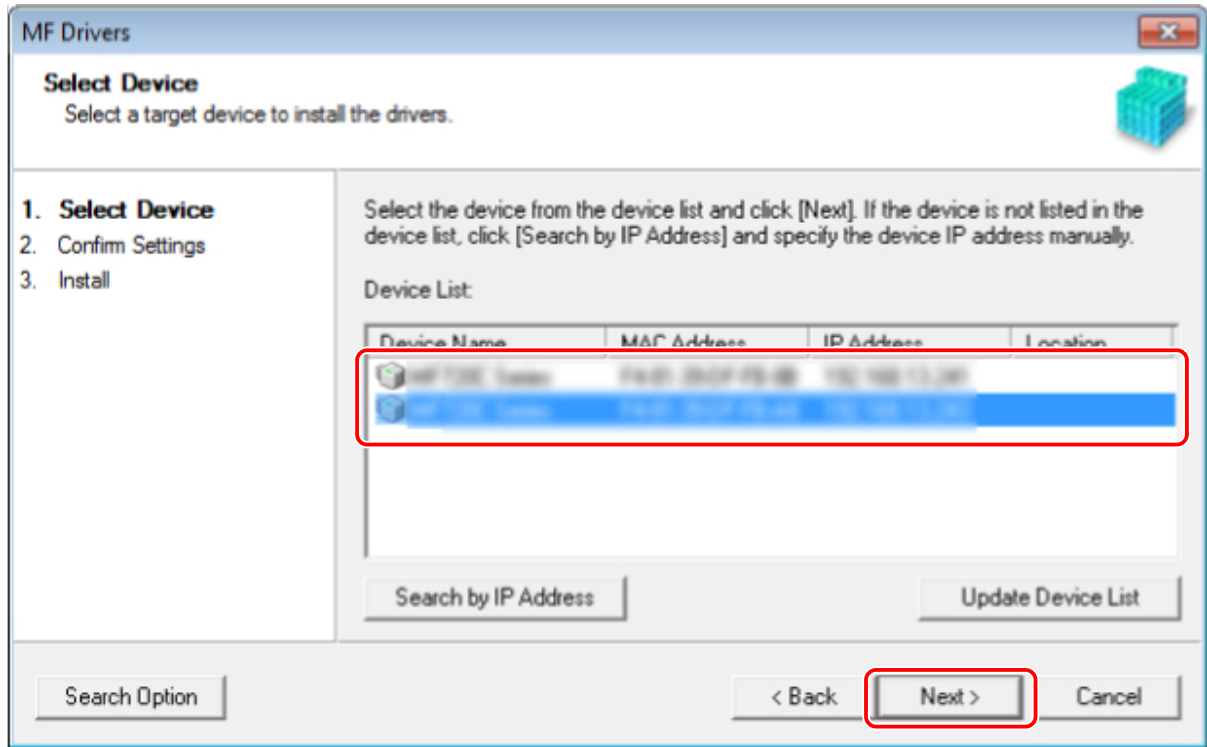 MF Drivers
Select Device
Select a target device to install the drivers.
1. Select Device
2. Confirm Settings
3. Install
Select the device from the device list and click [Next]. If the device is not listed in the
device list, click [Search by IP Address] and specify the device IP address manually.
Device List:
Device Name MAC Address IP Address Location
Search by IP Address Update Device List
Search Option < Back Next > Cancel